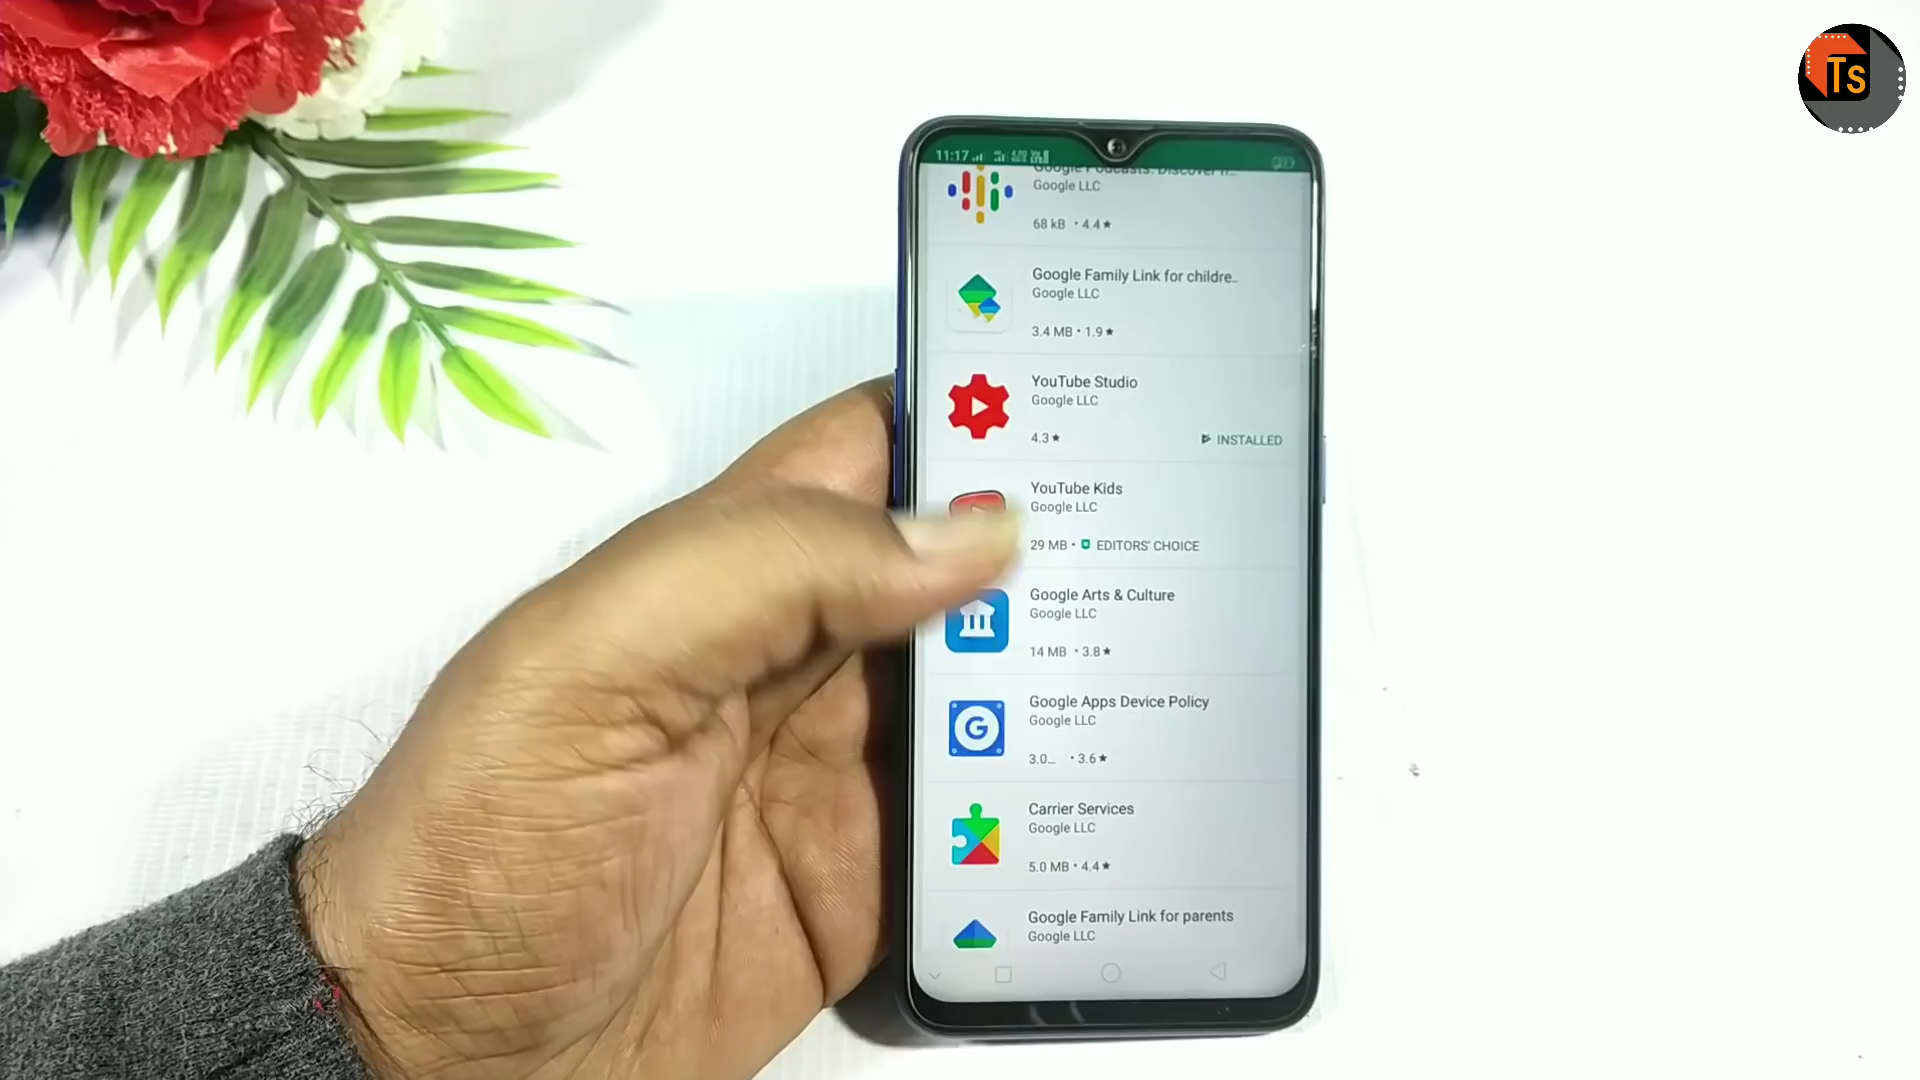 Ts
11:17
Google Podcasts: Discover
Google LLC
68 kB • 4.4★
Google Family Link for childre..
Google LLC
3.4 MB • 1.9★
YouTube Studio
Google LLC
4.3★
INSTALLED
YouTube Kids
Google LLC
29 MB • EDITORS' CHOICE
Google Arts & Culture
Google LLC
14 MB • 3.8★
Google Apps Device Policy
Google LLC
3.0... • 3.6★
Carrier Services
Google LLC
5.0 MB • 4.4★
Google Family Link for parents
Google LLC